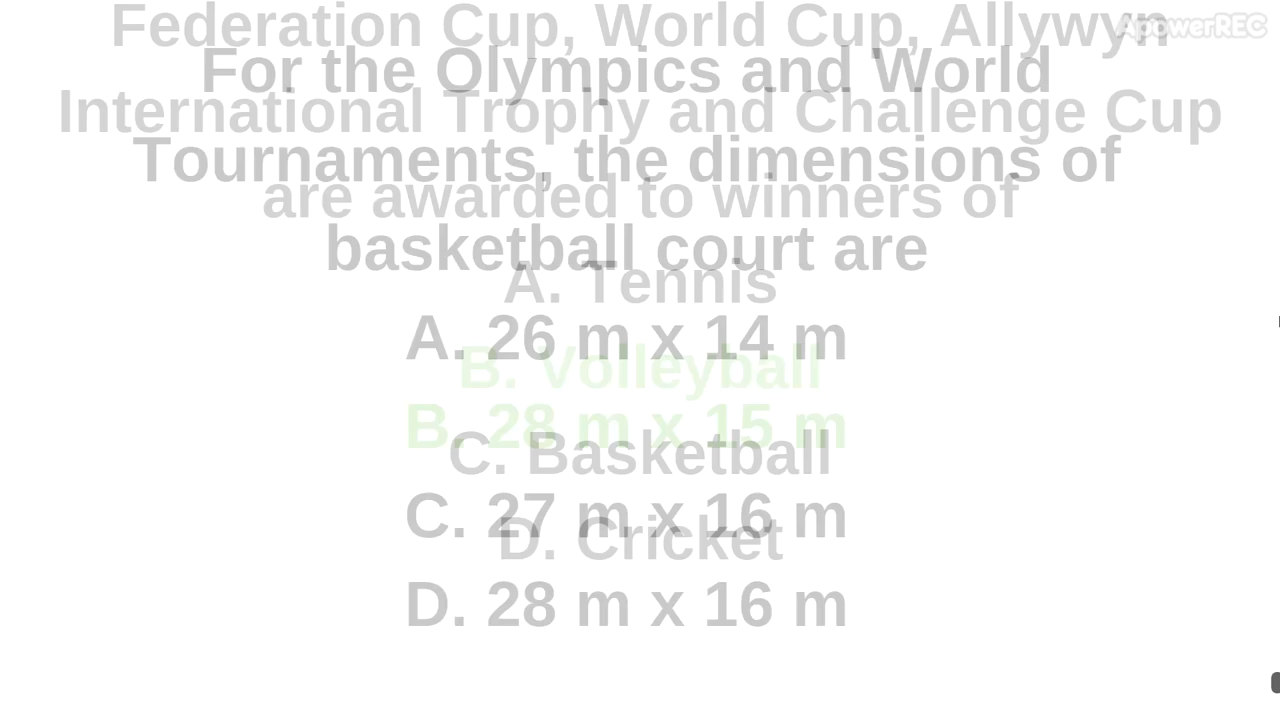 Federation Cup, World Cup, Allywyn
ApowerREC
For the Olympics and World
International Trophy and Challenge Cup
Tournaments, the dimensions of
are awarded to winners of
basketball court are
A. Tennis
A. 26 m x 14 m
B. Volleyball
B. 28 m x 15 m
C. Basketball
C. 27 m x 16 m
D. Cricket
D. 28 m x 16 m